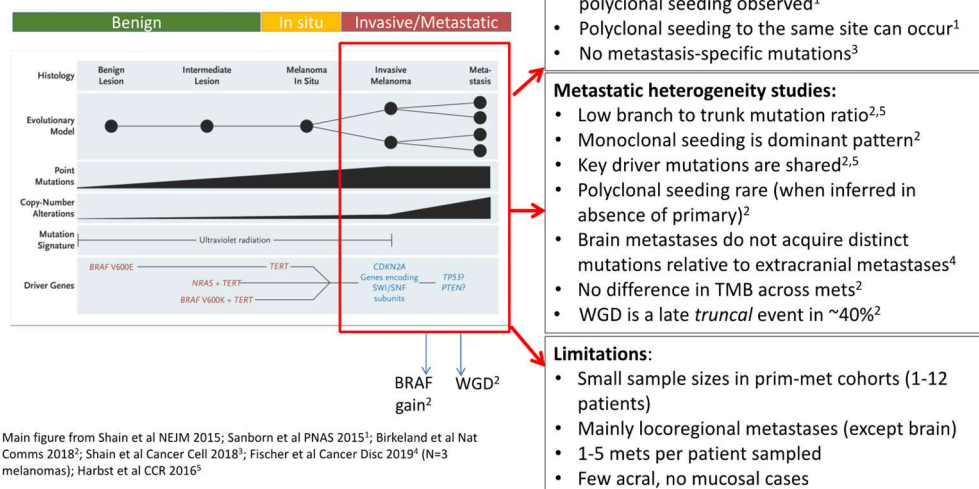 Benign
In situ
Invasive/Metastatic
Histology
Benign
Lesion
Intermediate
Lesion
Melanoma
In Situ
Invasive
Melanoma
Meta-
stasis
Evolutionary
Model
Point
Mutations
Copy-Number
Alterations
Mutation
Signature
Ultraviolet radiation
Driver Genes
BRAF V600E
TERT
NRAS + TERT
BRAF V600K + TERT
CDKN2A
Genes encoding
SWI/SNF
subunits
TP53?
PTEN?
BRAF
gain²
WGD²
Main figure from Shain et al NEJM 2015; Sanborn et al PNAS 2015¹; Birkeland et al Nat
Comms 2018²; Shain et al Cancer Cell 2018³; Fischer et al Cancer Disc 2019⁴ (N=3
melanomas); Harbst et al CCR 2016⁵
polyclonal seeding observed¹
• Polyclonal seeding to the same site can occur¹
• No metastasis-specific mutations³
Metastatic heterogeneity studies:
• Low branch to trunk mutation ratio²,⁵
• Monoclonal seeding is dominant pattern²
• Key driver mutations are shared²,⁵
• Polyclonal seeding rare (when inferred in
absence of primary)²
• Brain metastases do not acquire distinct
mutations relative to extracranial metastases⁴
• No difference in TMB across mets²
• WGD is a late truncal event in ~40%²
Limitations:
• Small sample sizes in prim-met cohorts (1-12
patients)
• Mainly locoregional metastases (except brain)
• 1-5 mets per patient sampled
• Few acral, no mucosal cases